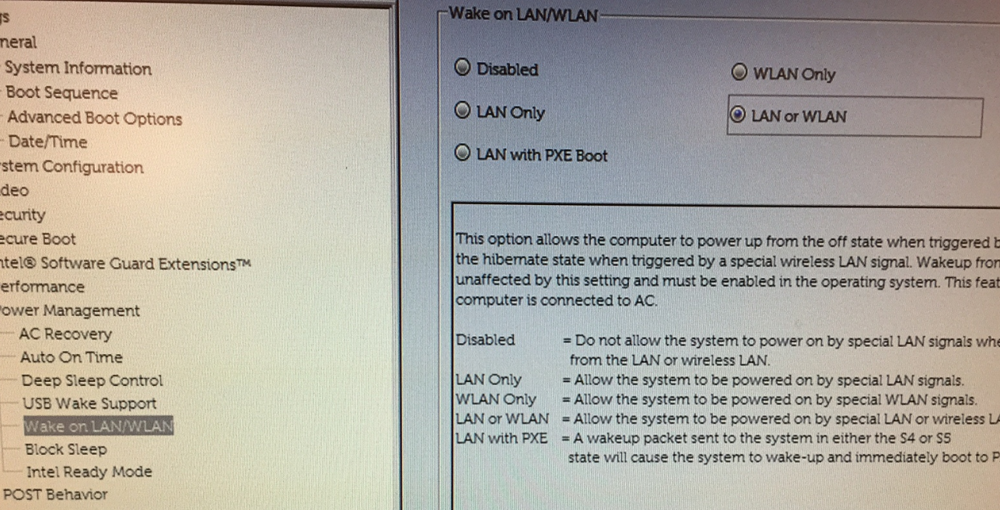 gs
neral
System Information
Boot Sequence
Advanced Boot Options
Date/Time
stem Configuration
deo
ecurity
ecure Boot
ntel® Software Guard Extensions™
erformance
ower Management
AC Recovery
Auto On Time
Deep Sleep Control
USB Wake Support
Wake on LAN/WLAN
Block Sleep
Intel Ready Mode
POST Behavior
Wake on LAN/WLAN
Disabled
WLAN Only
LAN Only
LAN or WLAN
LAN with PXE Boot
This option allows the computer to power up from the off state when triggered b
the hibernate state when triggered by a special wireless LAN signal. Wakeup fron
unaffected by this setting and must be enabled in the operating system. This feat
computer is connected to AC.
Disabled = Do not allow the system to power on by special LAN signals whe
from the LAN or wireless LAN.
LAN Only = Allow the system to be powered on by special LAN signals.
WLAN Only = Allow the system to be powered on by special WLAN signals.
LAN or WLAN = Allow the system to be powered on by special LAN or wireless LA
LAN with PXE = A wakeup packet sent to the system in either the S4 or S5
state will cause the system to wake-up and immediately boot to P